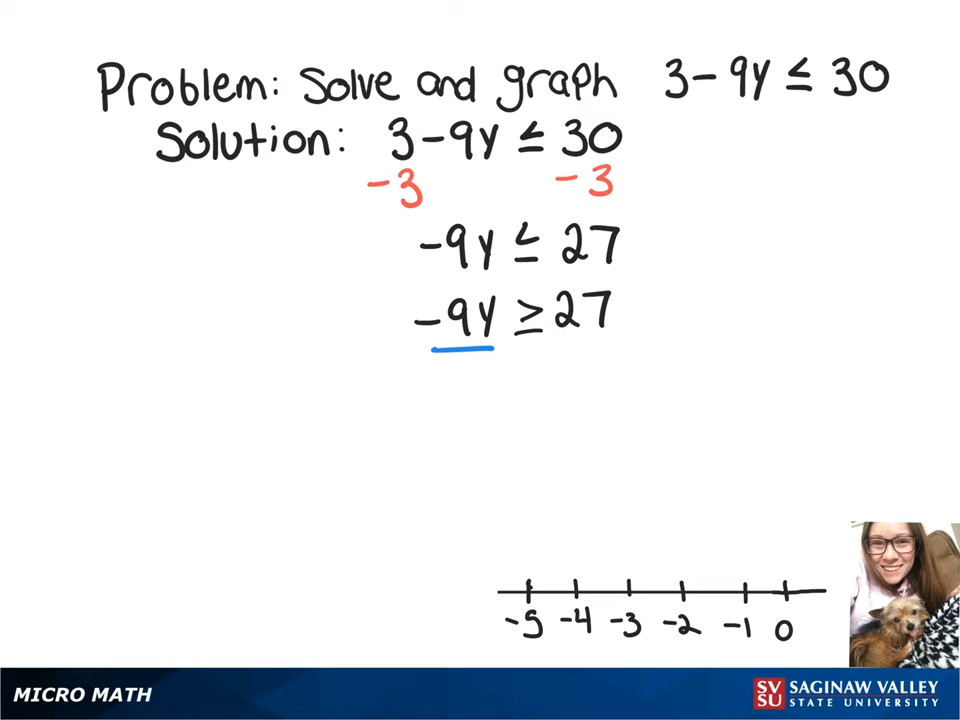 Problem: Solve and graph 3-9y ≤ 30
Solution: 3-9y ≤ 30
-3 -3
-9y ≤ 27
-9y ≥ 27
-5 -4 -3 -2 -1 0
MICRO MATH
SV SU SAGINAW VALLEY
STATE UNIVERSITY